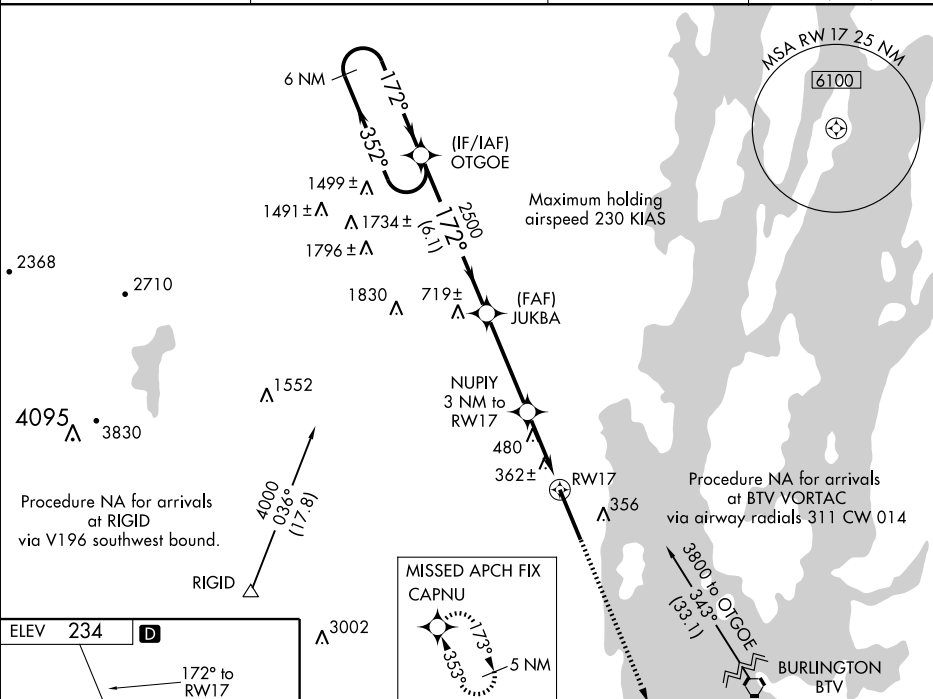 MSA RW 17 25 NM
6100
6 NM
172°
352°
(IF/IAF)
OTGOE
1499 ±
1491 ±
1734 ±
1796 ±
2500
172°
(6.1)
Maximum holding
airspeed 230 KIAS
2368
2710
1830
719 ±
(FAF)
JUKBA
1552
NUPIY
3 NM to
RW17
4095
3830
480
362 ±
RW17
356
Procedure NA for arrivals
at RIGID
via V196 southwest bound.
4000
036°
(17.8)
RIGID
Procedure NA for arrivals
at BTV VORTAC
via airway radials 311 CW 014
3800 to OTGOE
343°
(33.1)
MISSED APCH FIX
CAPNU
173°
353°
5 NM
ELEV 234 D
3002
172° to
RW17
BURLINGTON
BTV